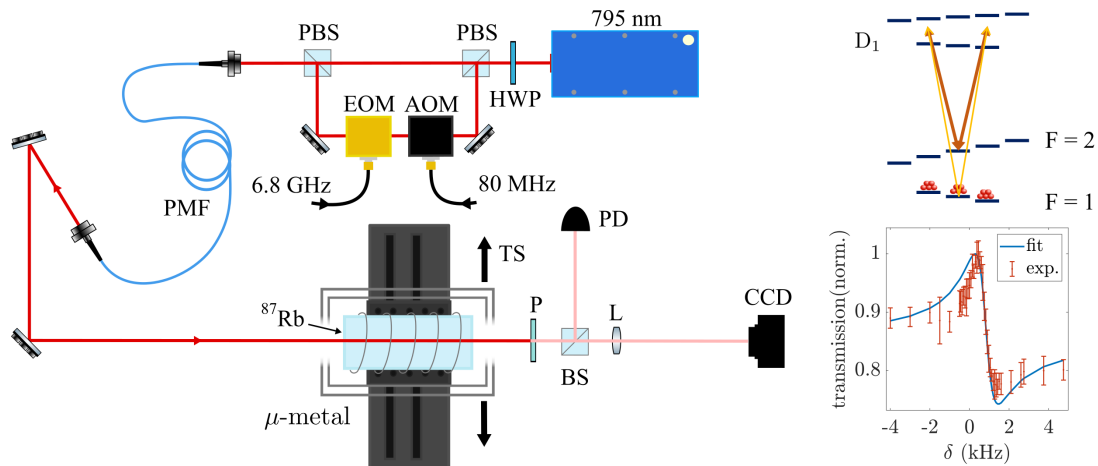 PBS
PBS
795 nm
HWP
EOM
AOM
6.8 GHz
80 MHz
PMF
PD
TS
⁸⁷Rb
P
L
CCD
BS
μ-metal
D₁
F = 2
F = 1
fit
exp.
transmission(norm.)
1
0.9
0.8
-4 -2 0 2 4
δ (kHz)